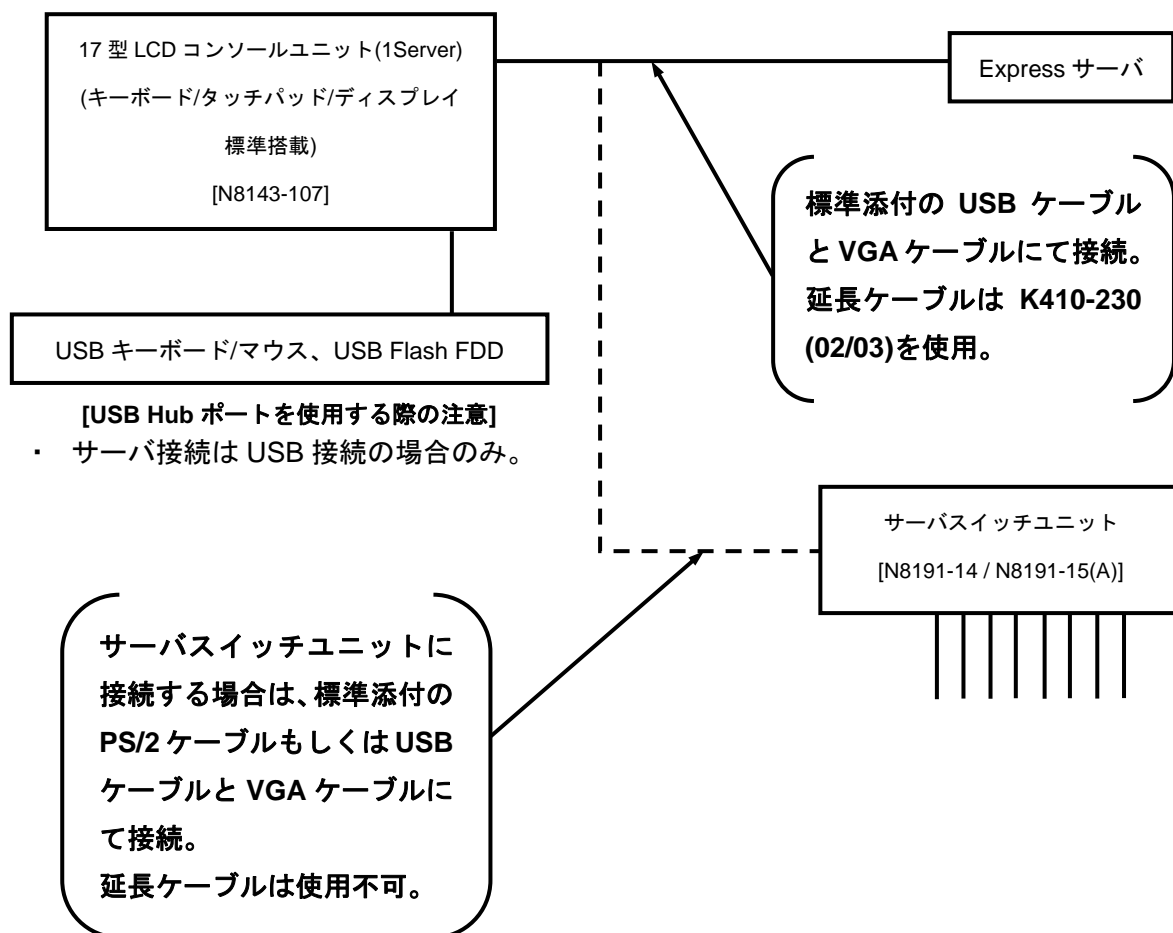 17 型 LCD コンソールユニット(1Server)
(キーボード/タッチパッド/ディスプレイ
標準搭載)
[N8143-107]
Express サーバ
標準添付の USB ケーブル
と VGA ケーブルにて接続。
延長ケーブルは K410-230
(02/03)を使用。
USB キーボード/マウス、USB Flash FDD
[USB Hub ポートを使用する際の注意]
・ サーバ接続は USB 接続の場合のみ。
サーバスイッチユニット
[N8191-14 / N8191-15(A)]
サーバスイッチユニットに
接続する場合は、標準添付の
PS/2 ケーブルもしくは USB
ケーブルと VGA ケーブルに
て接続。
延長ケーブルは使用不可。